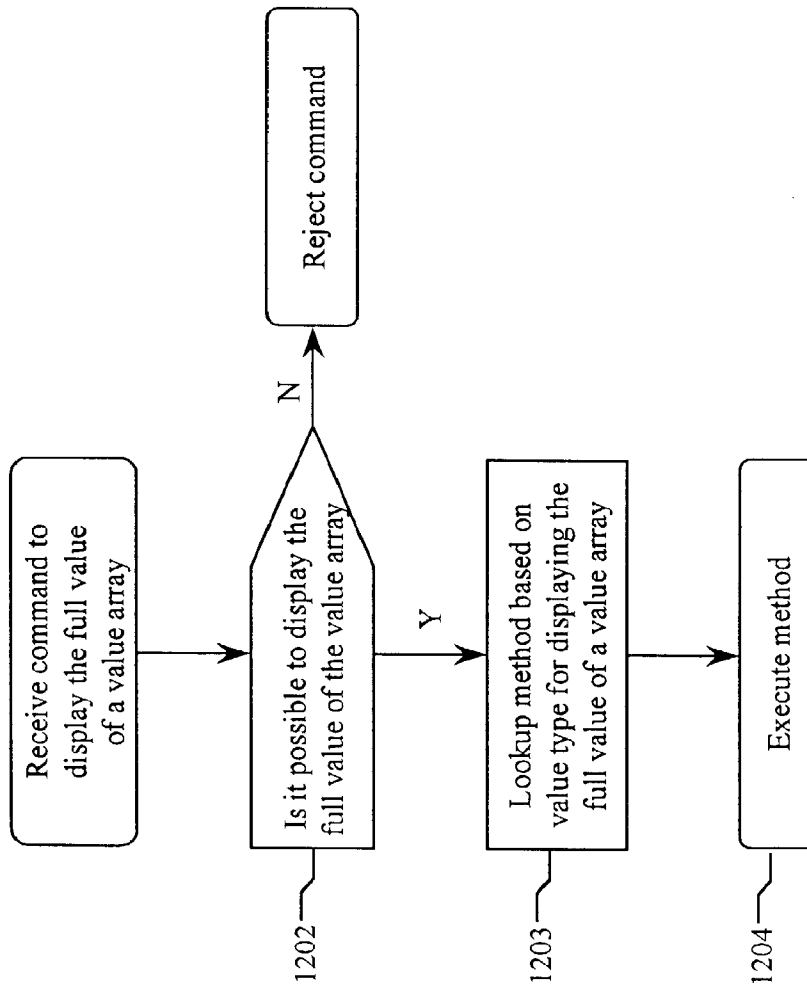 Receive command to
display the full value
of a value array
1202
Is it possible to display the
full value of the value array
N
Reject command
Y
1203
Lookup method based on
value type for displaying the
full value of a value array
1204
Execute method